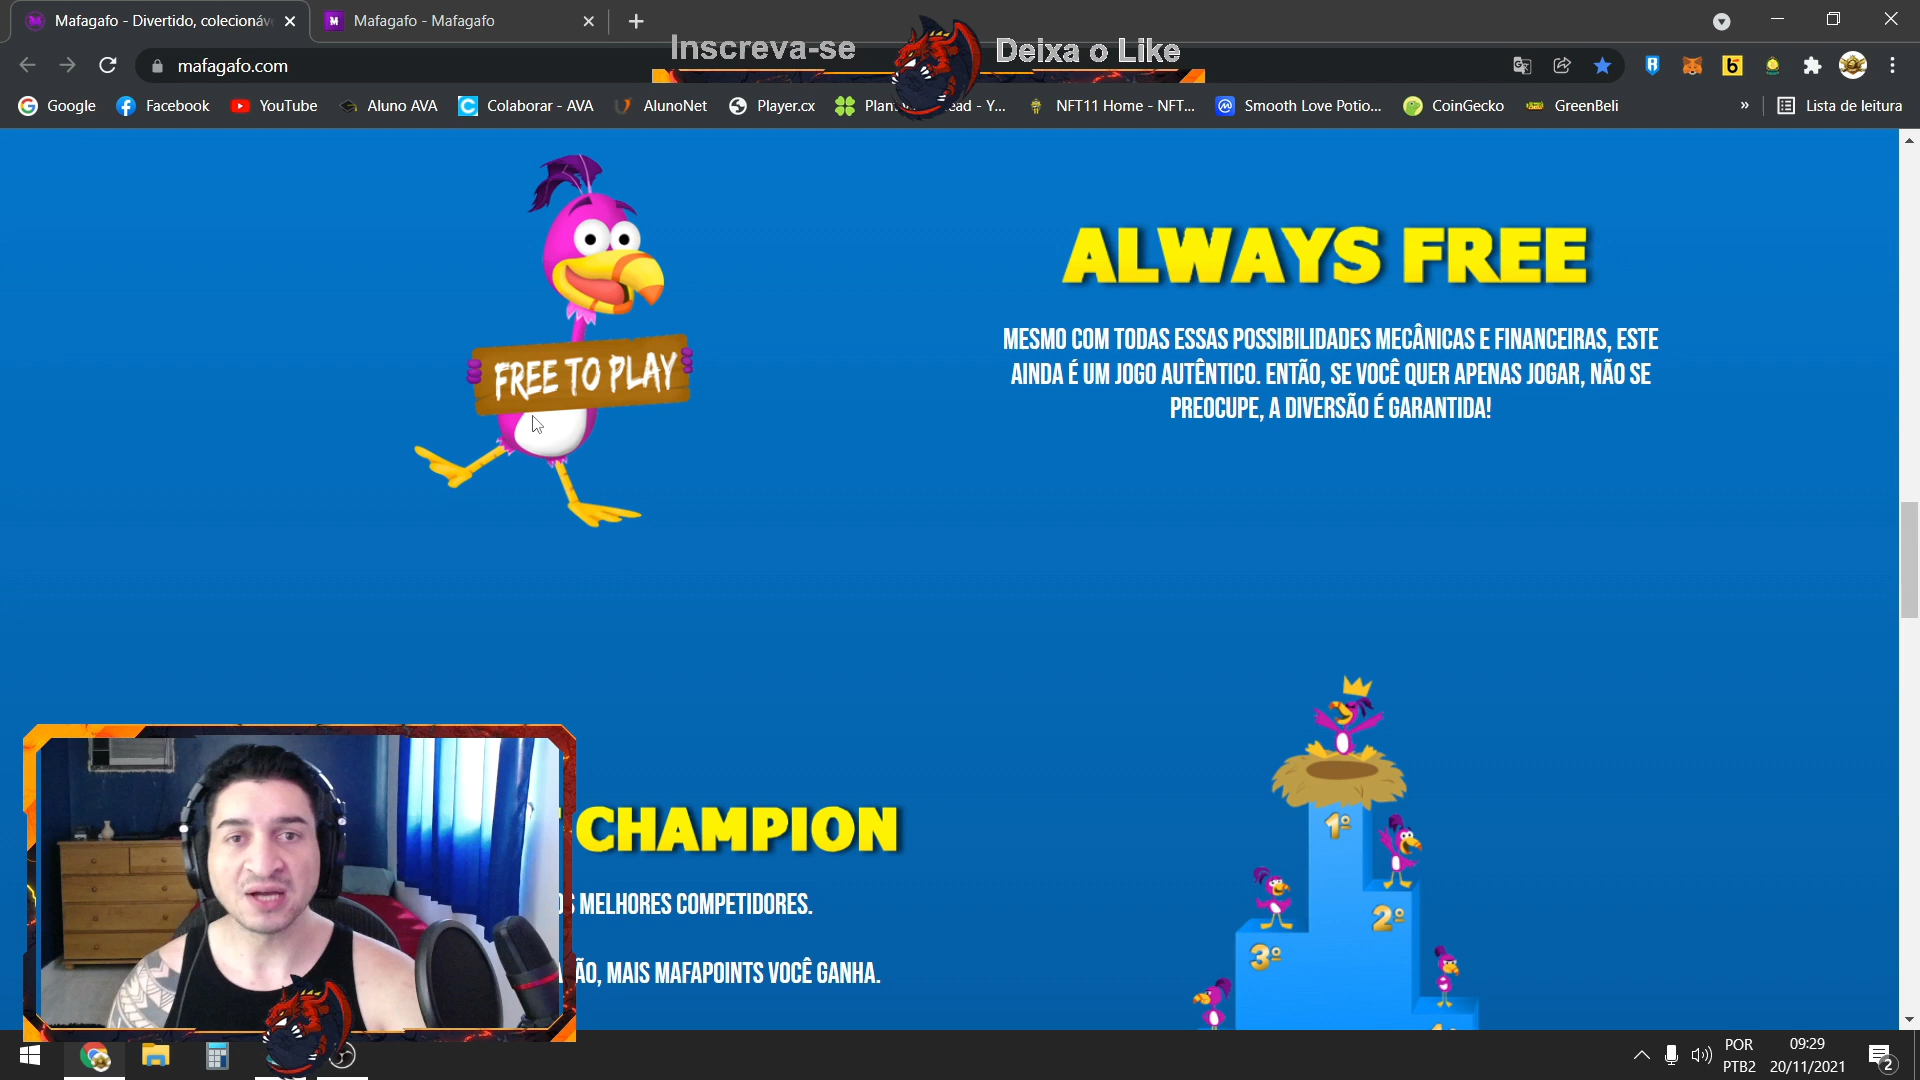 Mafagafo - Divertido, colecionáv
Mafagafo - Mafagafo
Inscreva-se
Deixa o Like
mafagafo.com
Google
Facebook
YouTube
Aluno AVA
Colaborar - AVA
AlunoNet
Player.cx
NFT11 Home - NFT...
Smooth Love Potio...
CoinGecko
GreenBeli
»
Lista de leitura
FREE TO PLAY
ALWAYS FREE
MESMO COM TODAS ESSAS POSSIBILIDADES MECÂNICAS E FINANCEIRAS, ESTE
AINDA É UM JOGO AUTÊNTICO. ENTÃO, SE VOCÊ QUER APENAS JOGAR, NÃO SE
PREOCUPE, A DIVERSÃO É GARANTIDA!
CHAMPION
MELHORES COMPETIDORES.
ÃO, MAIS MAFAPOINTS VOCÊ GANHA.
1º
2º
3º
POR
PTB2
09:29
20/11/2021
2